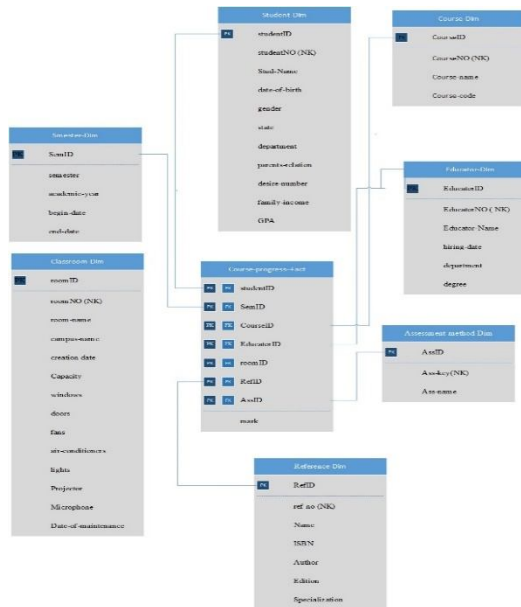 Student Dim
PK studentID
studentNO (NK)
Stud-Name
date-of-birth
gender
state
department
parents-relation
desire-number
family-income
GPA
Course Dim
PK CourseID
CourseNO (NK)
Course-name
Course-code
Smester-Dim
PK SemID
semester
academic-year
begin-date
end-date
Educator-Dim
PK EducatorID
EducatorNO ( NK)
Educator-Name
hiring-date
department
degree
Classroom-Dim
PK roomID
roomNO (NK)
room-name
campus-name
creation date
Capacity
windows
doors
fans
air-conditioners
lights
Projector
Microphone
Date-of-maintenance
Course-progress-Fact
PK FK studentID
PK FK SemID
PK FK CourseID
PK FK EducatorID
PK FK roomID
PK FK RefID
PK FK AssID
mark
Assessment method Dim
PK AssID
Ass-key(NK)
Ass-name
Reference Dim
PK RefID
ref no (NK)
Name
ISBN
Author
Edition
Specialization